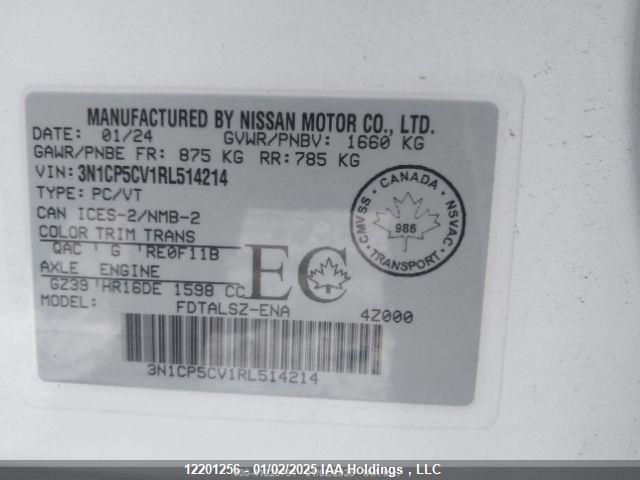 MANUFACTURED BY NISSAN MOTOR CO., LTD.
DATE: 01/24 GVWR/PNBV: 1660 KG
GAWR/PNBE FR: 875 KG RR: 785 KG
VIN: 3N1CP5CV1RL514214
TYPE: PC/VT
CAN ICES-2/NMB-2
COLOR TRIM TRANS
QAC ' G 'RE0F11B
AXLE ENGINE
GZ39 'HR16DE 1598 CC
MODEL: FDTALSZ-ENA 4Z000
EC
CANADA
CMVSS 986 NSVAC
TRANSPORT
3N1CP5CV1RL514214
12201256 - 01/02/2025 IAA Holdings , LLC